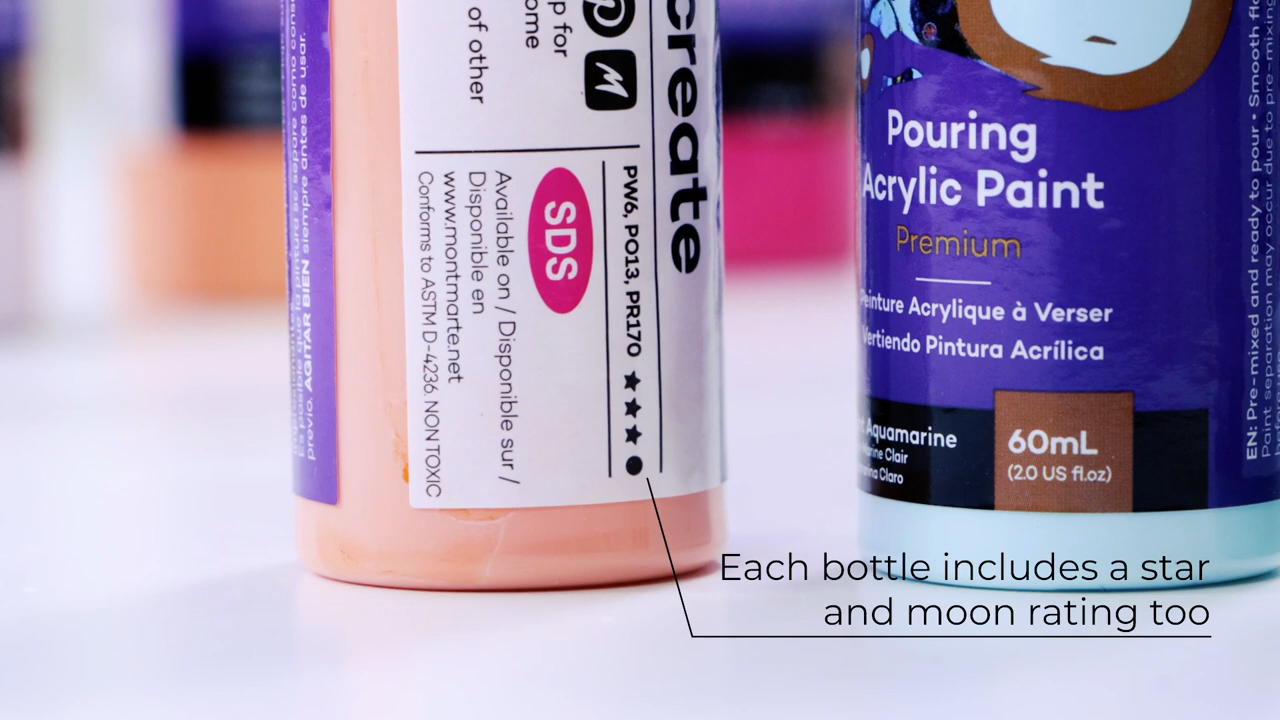 previo. AGITAR BIEN siempre antes de usar.
create
p for
ome
of other
PW6, PO13, PR170
SDS
Available on / Disponible sur /
Disponible en
www.montmarte.net
Conforms to ASTM D-4236. NON TOXIC
Pouring
Acrylic Paint
Premium
Peinture Acrylique à Verser
Vertiendo Pintura Acrílica
Aquamarine
Clair
Claro
60mL
(2.0 US fl.oz)
EN: Pre-mixed and ready to pour • Smooth
Paint separation may occur due to pre-mixing
Each bottle includes a star
and moon rating too